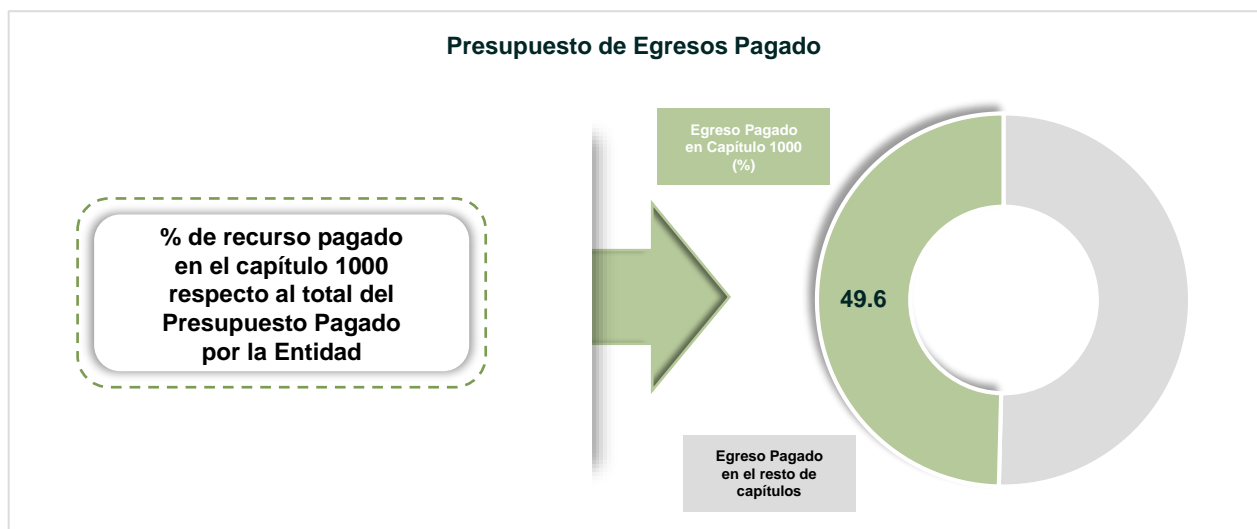 Presupuesto de Egresos Pagado
% de recurso pagado
en el capítulo 1000
respecto al total del
Presupuesto Pagado
por la Entidad
Egreso Pagado
en Capítulo 1000
(%)
49.6
Egreso Pagado
en el resto de
capítulos